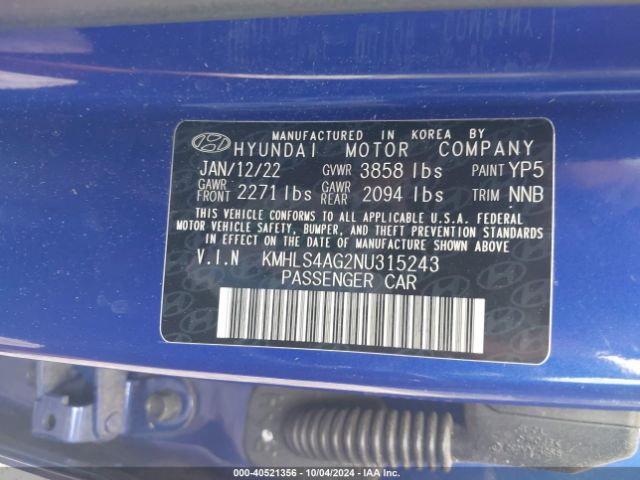 MANUFACTURED IN KOREA BY
HYUNDAI MOTOR COMPANY
JAN/12/22 GVWR 3858 lbs PAINT YP5
GAWR FRONT 2271 lbs GAWR REAR 2094 lbs TRIM NNB
THIS VEHICLE CONFORMS TO ALL APPLICABLE U.S.A. FEDERAL
MOTOR VEHICLE SAFETY, BUMPER, AND THEFT PREVENTION STANDARDS
IN EFFECT ON THE DATE OF MANUFACTURE SHOWN ABOVE
V.I.N KMHLS4AG2NU315243
PASSENGER CAR
000-40521356 - 10/04/2024 - IAAI.com